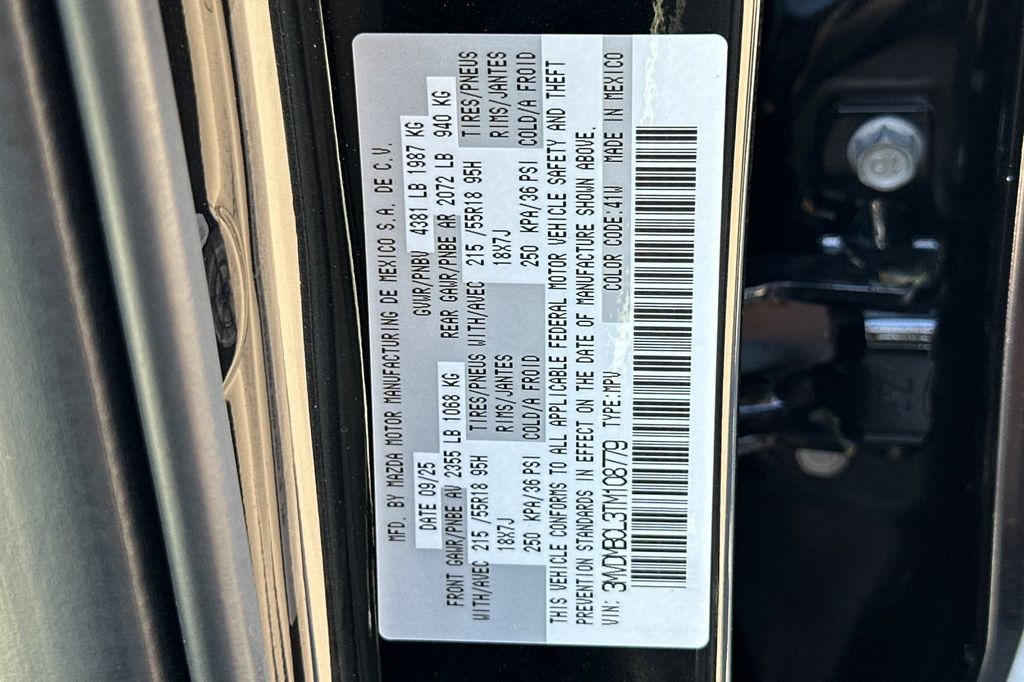 MFD. BY MAZDA MOTOR MANUFACTURING DE MEXICO S.A. DE C.V.
DATE 09/25 GVWR/PNBV 4381 LB 1987 KG
FRONT GAWR/PNBE AV 2355 LB 1068 KG REAR GAWR/PNBE AR 2072 LB 940 KG
WITH/AVEC 215 /55R18 95H TIRES/PNEUS WITH/AVEC 215 /55R18 95H TIRES/PNEUS
18X7J RIMS/JANTES 18X7J RIMS/JANTES
250 KPA/36 PSI COLD/A FROID 250 KPA/36 PSI COLD/A FROID
THIS VEHICLE CONFORMS TO ALL APPLICABLE FEDERAL MOTOR VEHICLE SAFETY AND THEFT
PREVENTION STANDARDS IN EFFECT ON THE DATE OF MANUFACTURE SHOWN ABOVE.
VIN: 3MVDMBCL3TM108779 TYPE:MPV COLOR CODE:41W MADE IN MEXICO